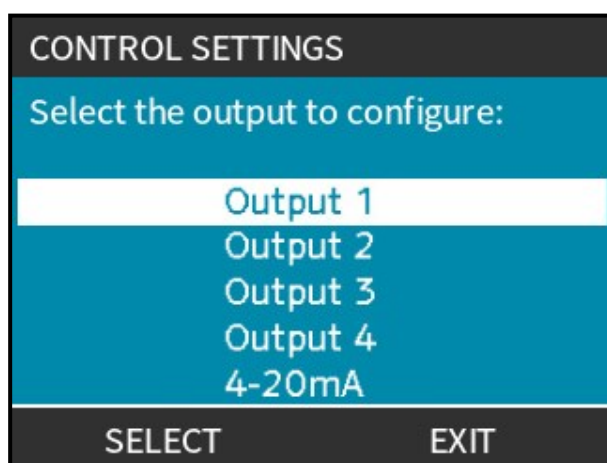 CONTROL SETTINGS
Select the output to configure:
Output 1
Output 2
Output 3
Output 4
4-20mA
SELECT EXIT